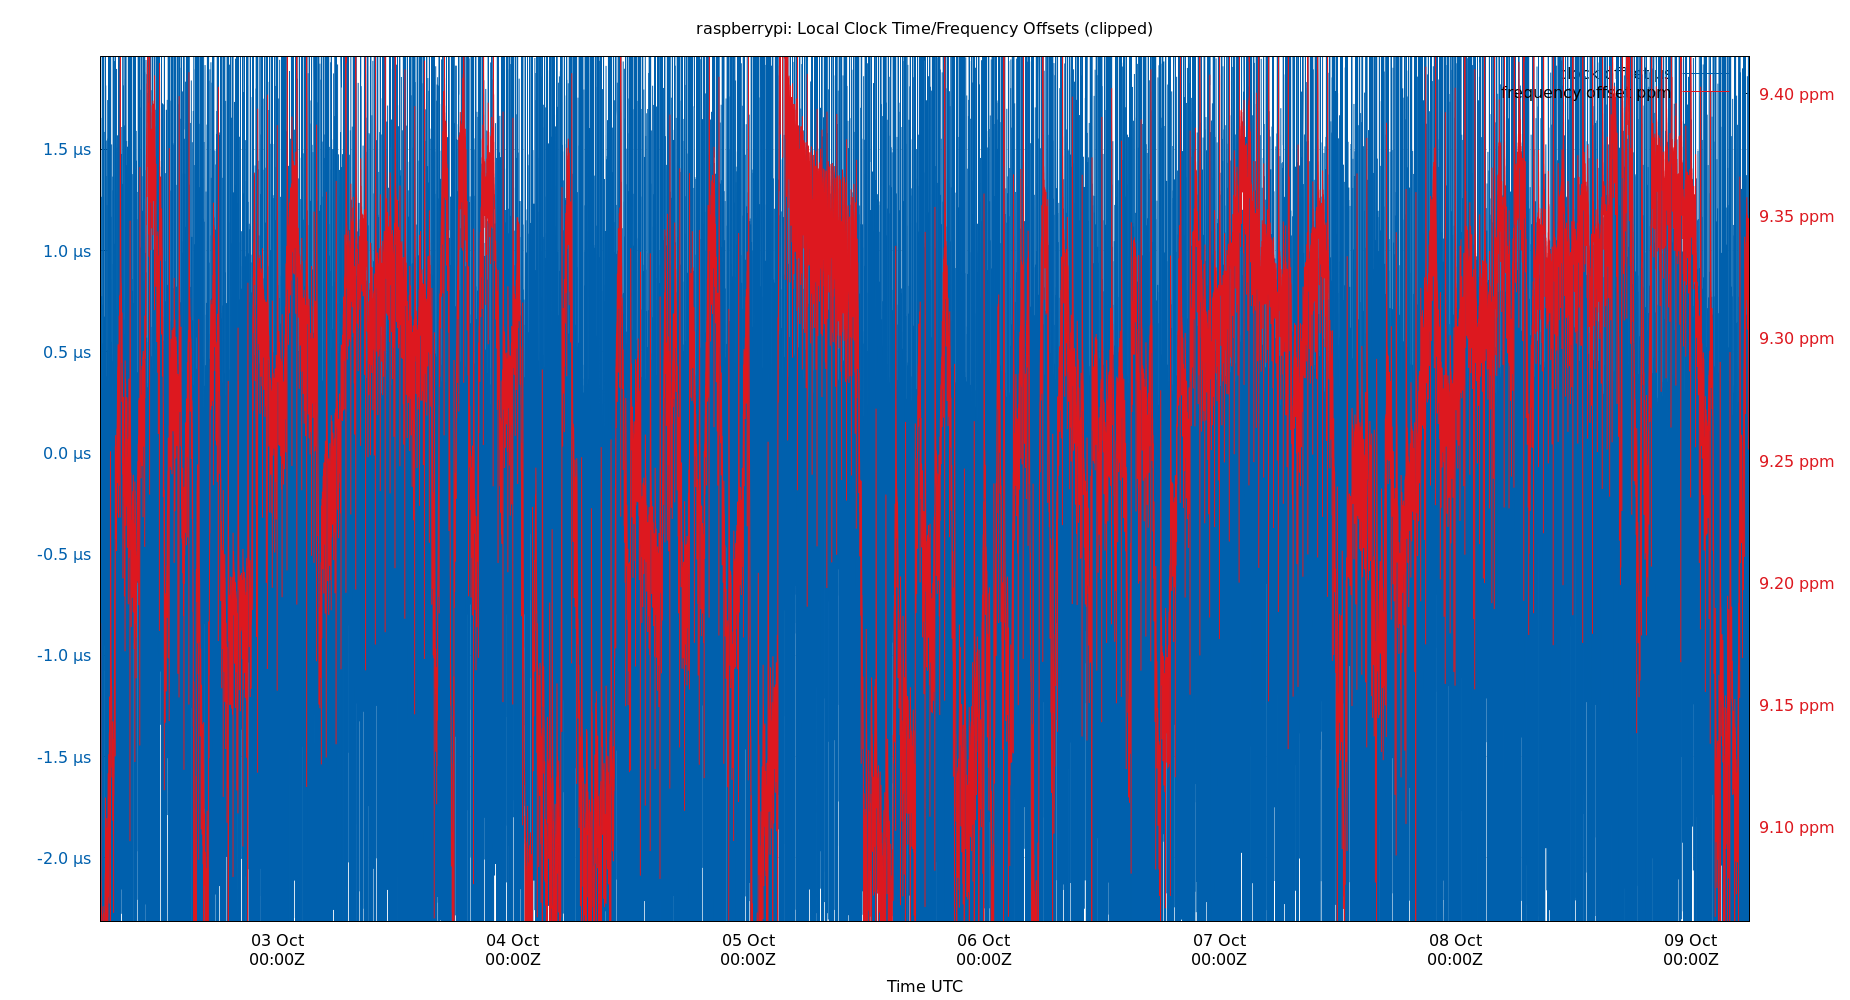 raspberrypi: Local Clock Time/Frequency Offsets (clipped)
clock offset µs
frequency offset ppm
1.5 µs
1.0 µs
0.5 µs
0.0 µs
-0.5 µs
-1.0 µs
-1.5 µs
-2.0 µs
9.40 ppm
9.35 ppm
9.30 ppm
9.25 ppm
9.20 ppm
9.15 ppm
9.10 ppm
03 Oct 04 Oct 05 Oct 06 Oct 07 Oct 08 Oct 09 Oct
00:00Z 00:00Z 00:00Z 00:00Z 00:00Z 00:00Z 00:00Z
Time UTC